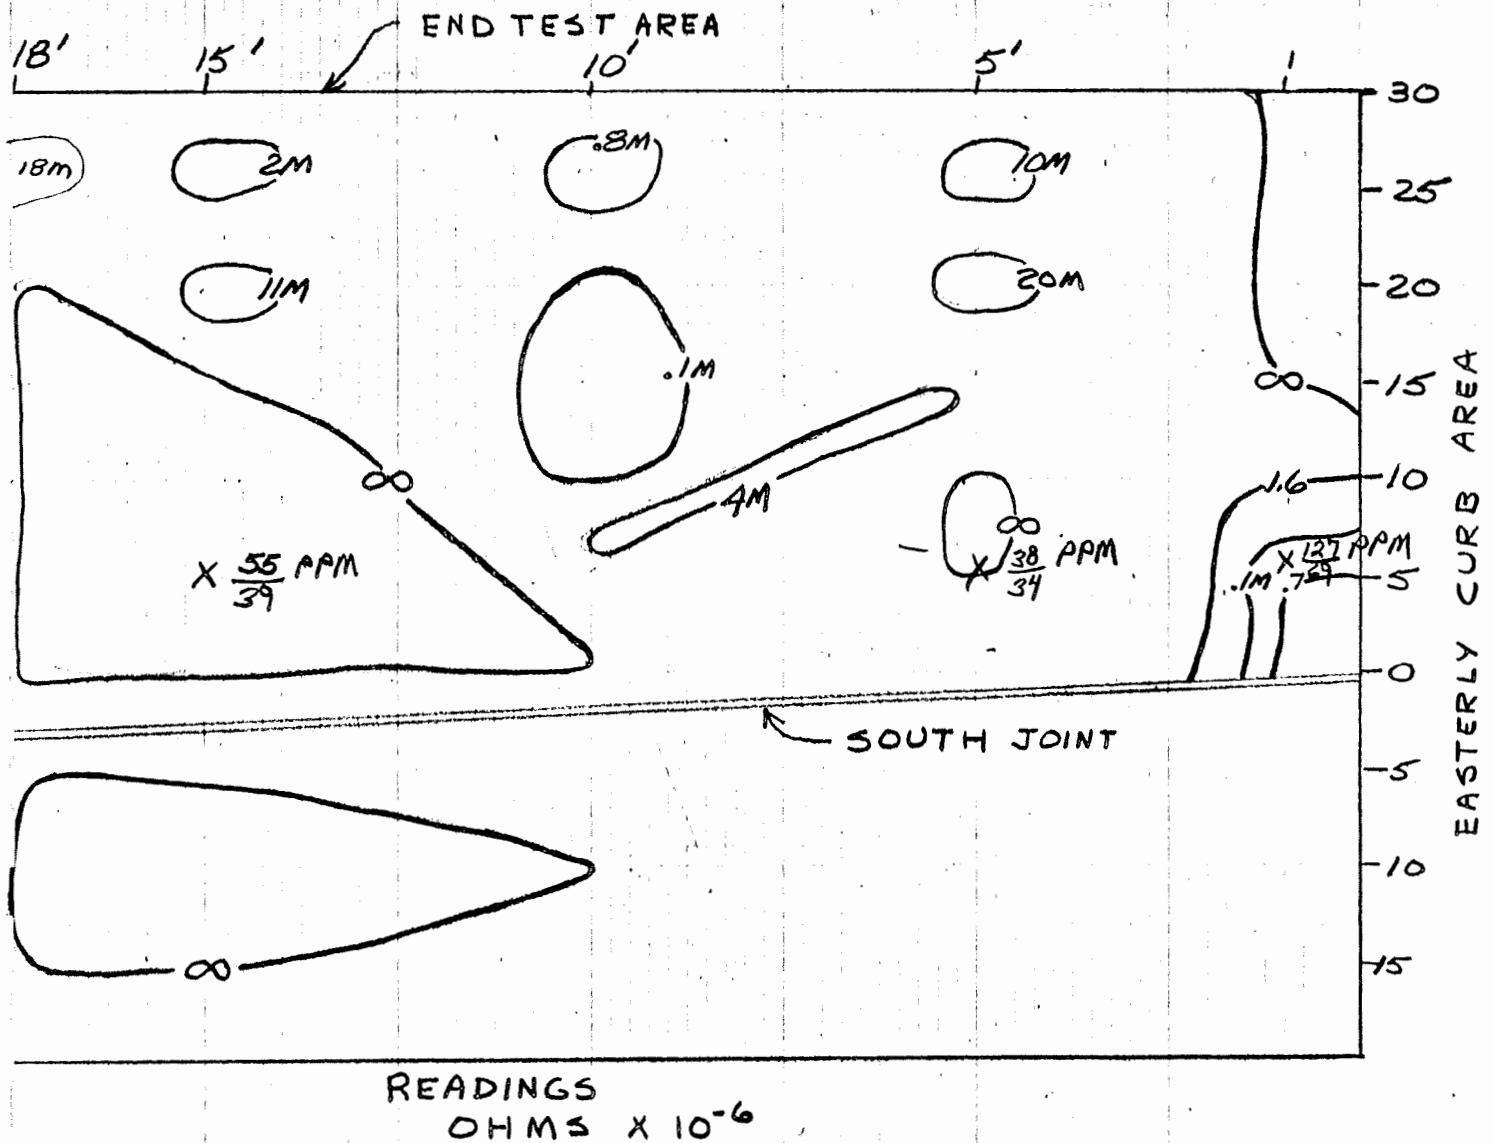 END TEST AREA
18' 15' 10' 5' 1
30
18M 2M .8M 10M
25
11M 20M
20
.1M
15
∞
∞
10
1.6
4M
∞
X 55/39 PPM
X 38/34 PPM
X 137/69 PPM
.1M .7
5
0
SOUTH JOINT
5
10
∞
15
EASTERLY CURB AREA
READINGS
OHMS X 10-6